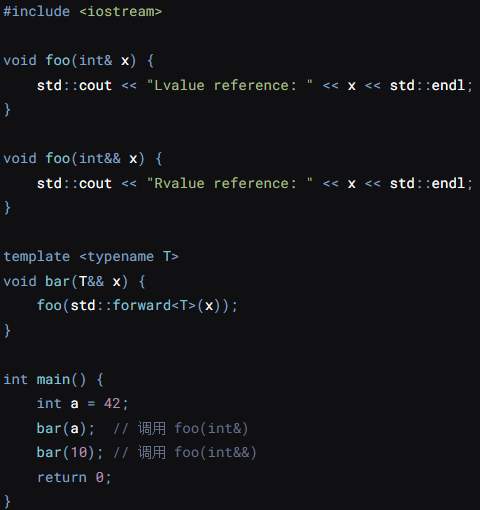 #include <iostream>

void foo(int& x) {
    std::cout << "Lvalue reference: " << x << std::endl;
}

void foo(int&& x) {
    std::cout << "Rvalue reference: " << x << std::endl;
}

template <typename T>
void bar(T&& x) {
    foo(std::forward<T>(x));
}

int main() {
    int a = 42;
    bar(a);  // 调用 foo(int&)
    bar(10); // 调用 foo(int&&)
    return 0;
}